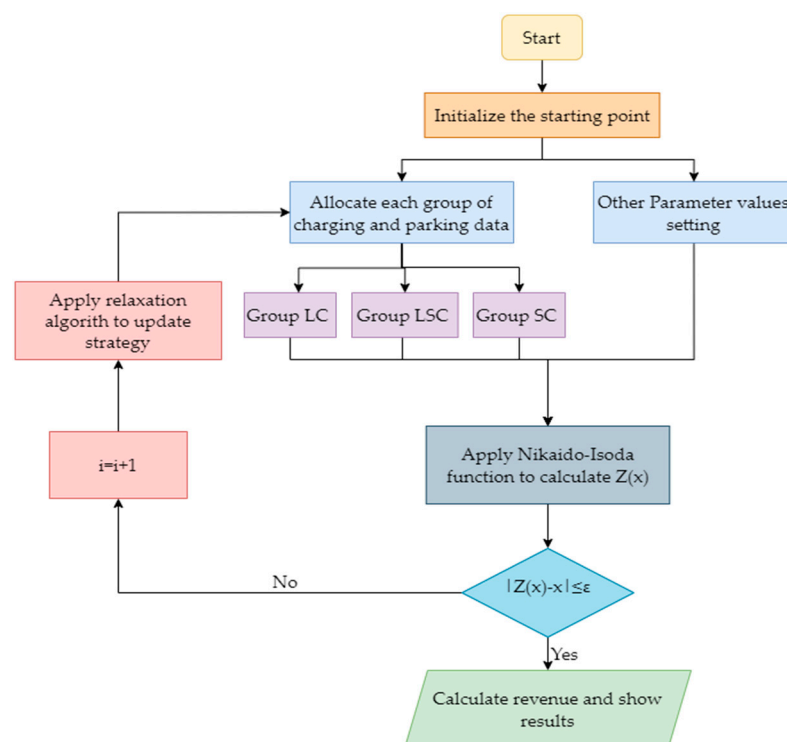 Start
Initialize the starting point
Allocate each group of
charging and parking data
Other Parameter values
setting
Apply relaxation
algorith to update
strategy
Group LC
Group LSC
Group SC
i=i+1
Apply Nikaido-Isoda
function to calculate Z(x)
No
|Z(x)-x|≤ε
Yes
Calculate revenue and show
results